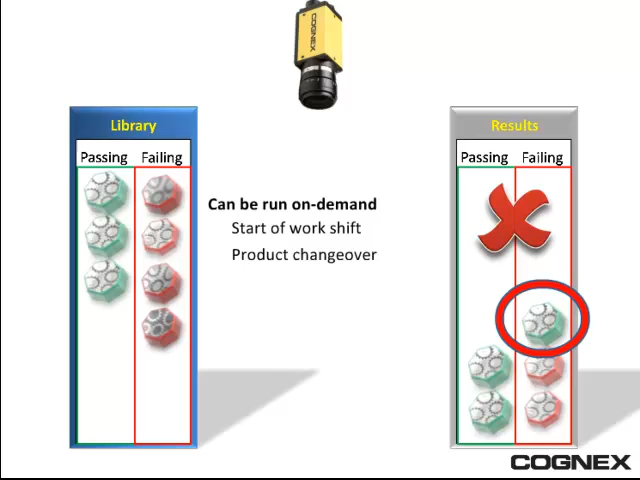 COGNEX
Library
Passing Failing
Can be run on-demand
Start of work shift
Product changeover
Results
Passing Failing
COGNEX